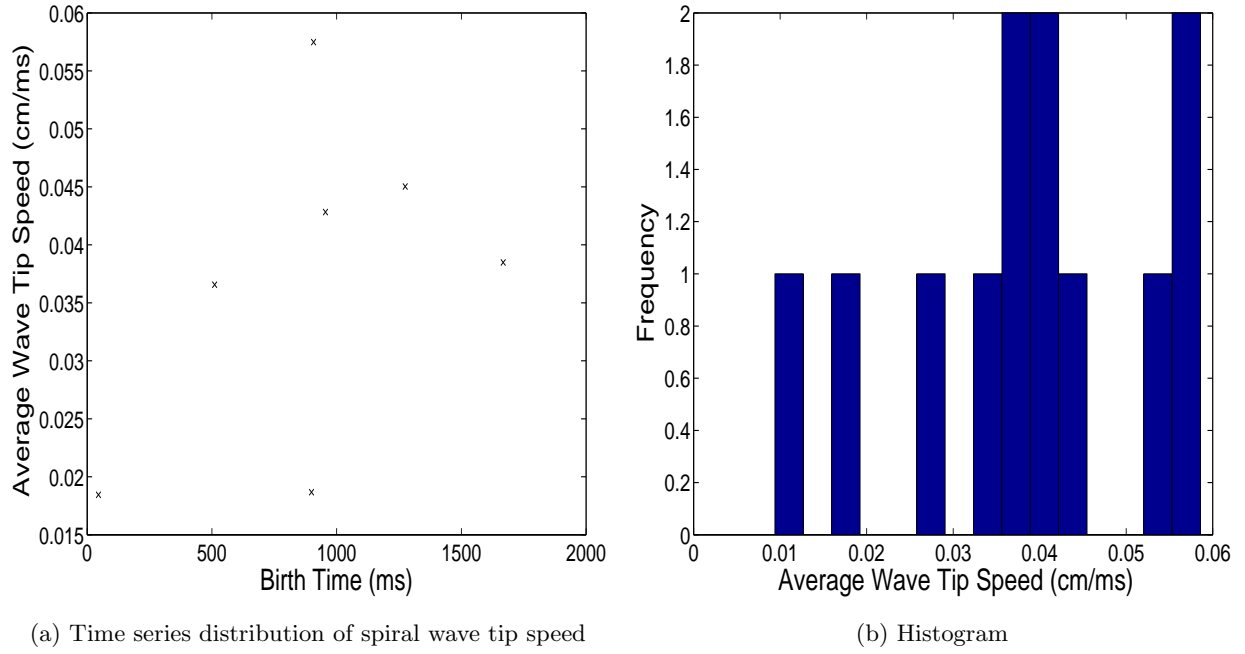 0.06
0.055
0.05
0.045
0.04
0.035
0.03
0.025
0.02
0.015
Average Wave Tip Speed (cm/ms)
0 500 1000 1500 2000
Birth Time (ms)
(a) Time series distribution of spiral wave tip speed
2
1.8
1.6
1.4
1.2
1
0.8
0.6
0.4
0.2
0
Frequency
0 0.01 0.02 0.03 0.04 0.05 0.06
Average Wave Tip Speed (cm/ms)
(b) Histogram